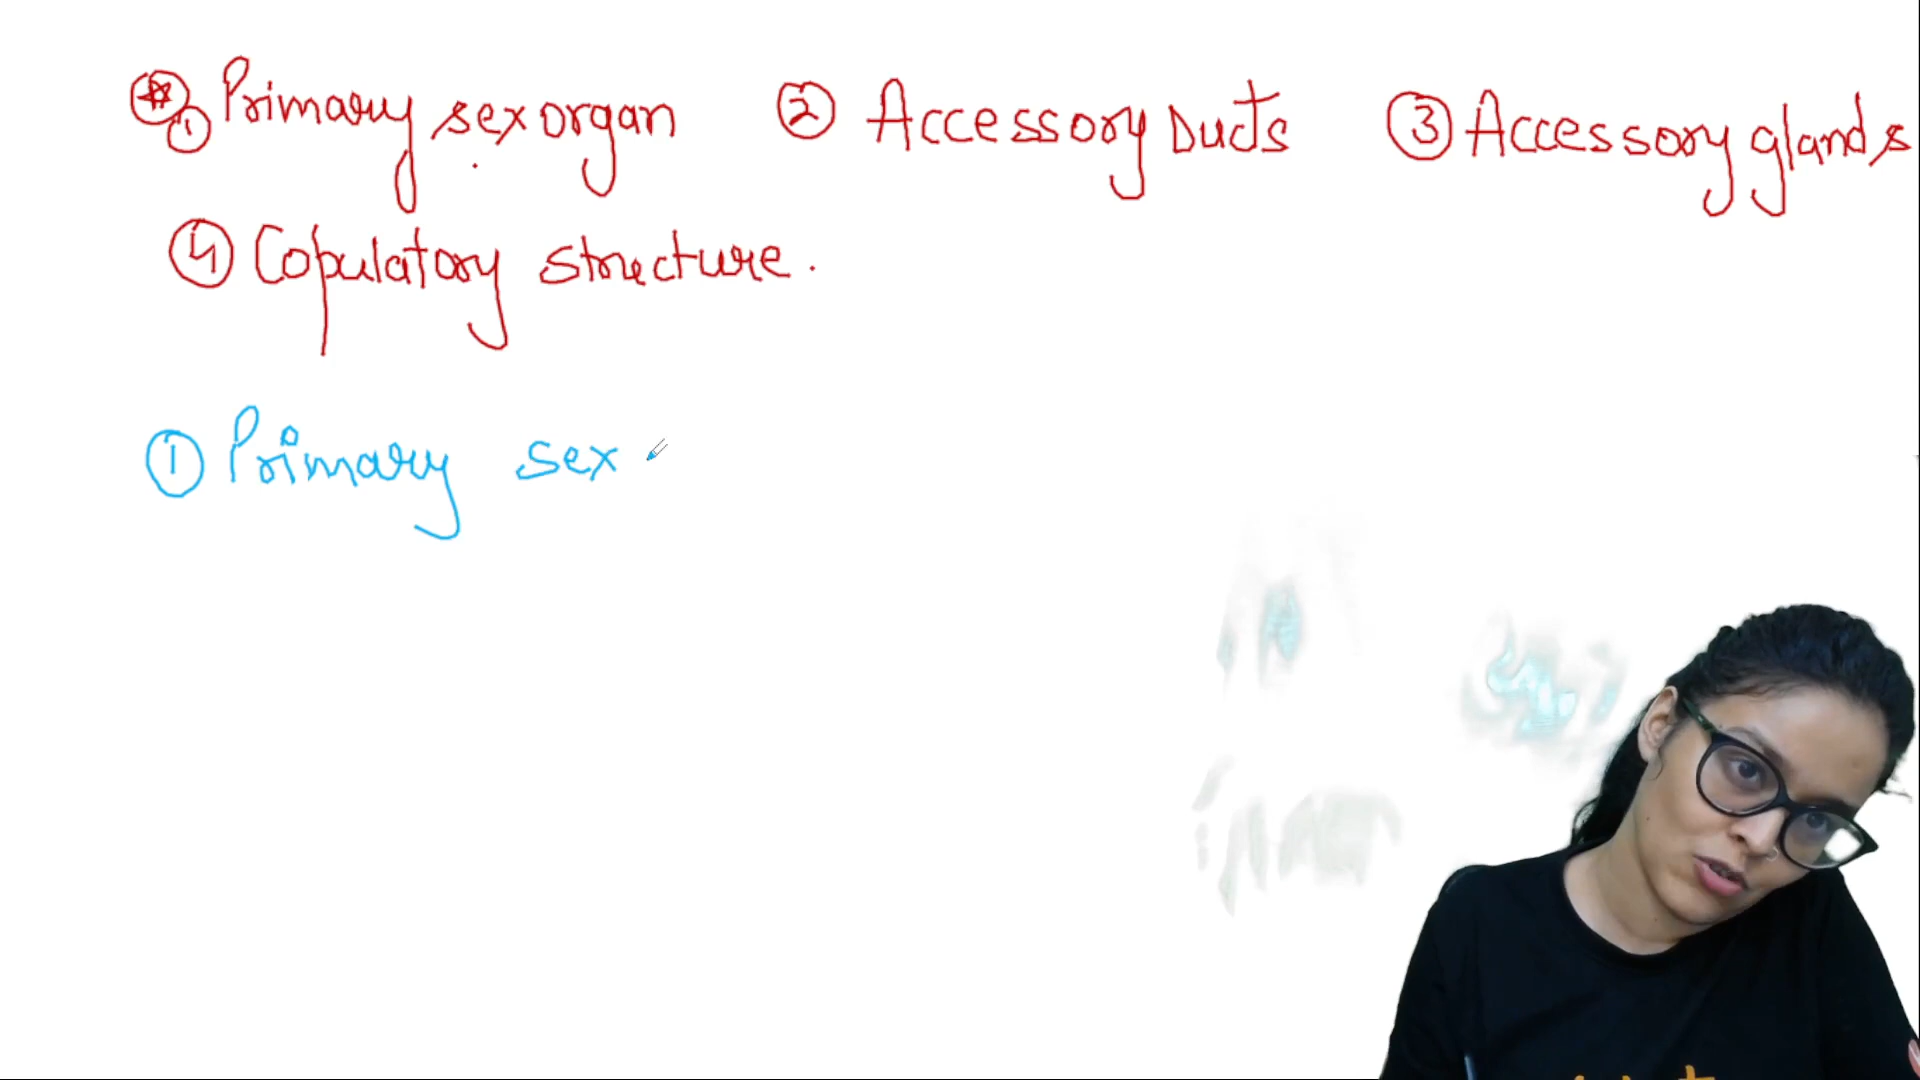 ① Primary sex organ ② Accessory Ducts ③ Accessory glands
④ Copulatory structure.
① Primary sex